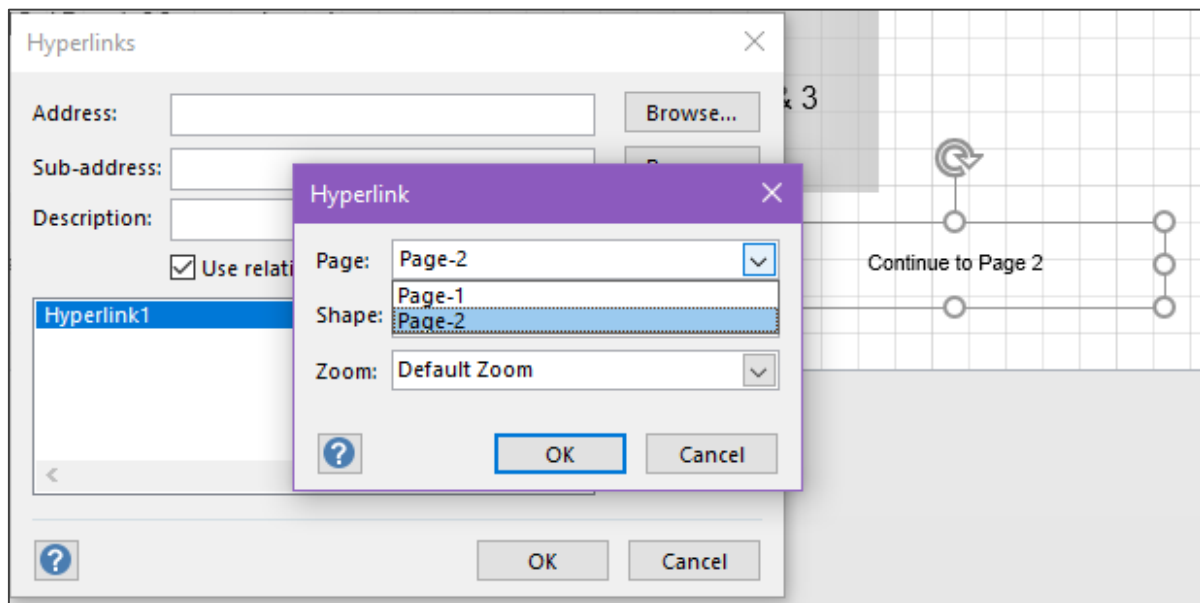 Hyperlinks
Address:
Browse...
& 3
Sub-address:
Description:
Use relati
Hyperlink1
Hyperlink
Page:
Page-2
Page-1
Page-2
Shape:
Zoom:
Default Zoom
OK
Cancel
Continue to Page 2
OK
Cancel